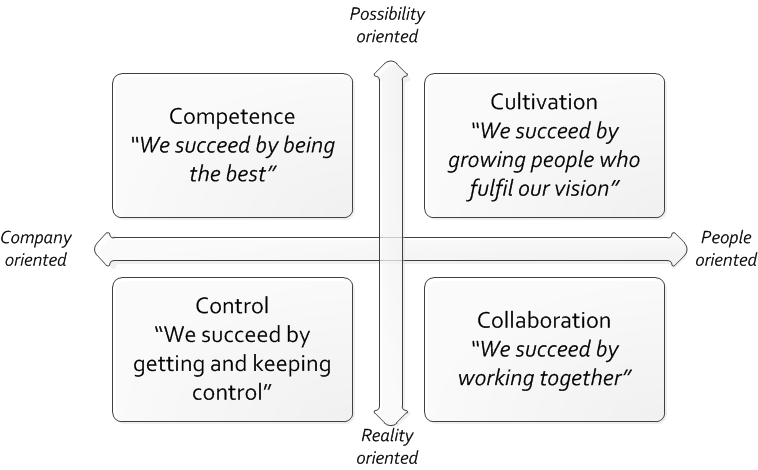 Possibility
oriented
Competence
“We succeed by being
the best”
Cultivation
“We succeed by
growing people who
fulfil our vision”
Company
oriented
People
oriented
Control
“We succeed by
getting and keeping
control”
Collaboration
“We succeed by
working together”
Reality
oriented